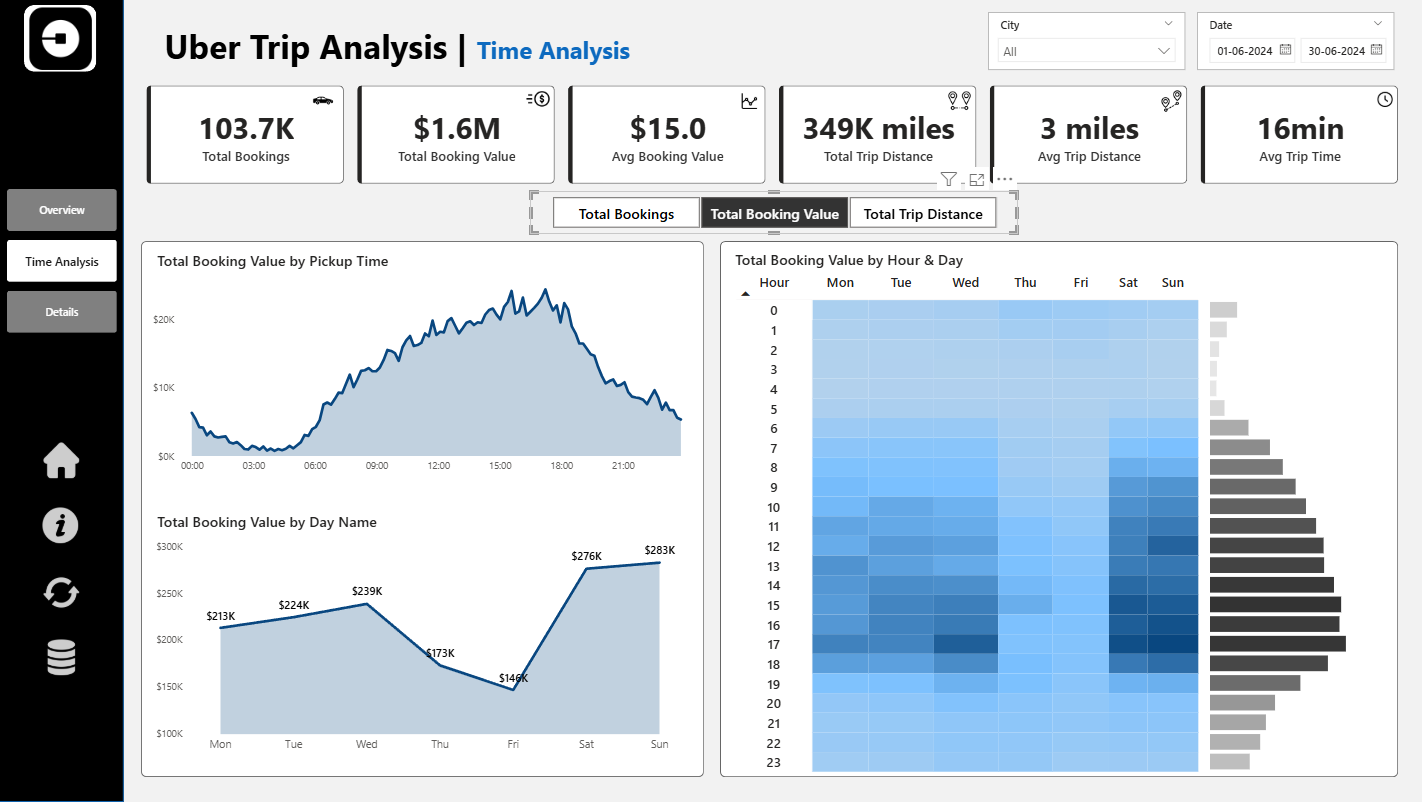 Uber Trip Analysis | Time Analysis
City
All
Date
01-06-2024 30-06-2024
103.7K
Total Bookings
$1.6M
Total Booking Value
$15.0
Avg Booking Value
349K miles
Total Trip Distance
3 miles
Avg Trip Distance
16min
Avg Trip Time
Overview
Time Analysis
Details
Total Bookings Total Booking Value Total Trip Distance
Total Booking Value by Pickup Time
$20K
$10K
$0K
00:00 03:00 06:00 09:00 12:00 15:00 18:00 21:00
Total Booking Value by Day Name
$300K
$250K
$200K
$150K
$100K
$213K $224K $239K $173K $146K $276K $283K
Mon Tue Wed Thu Fri Sat Sun
Total Booking Value by Hour & Day
Hour Mon Tue Wed Thu Fri Sat Sun
0
1
2
3
4
5
6
7
8
9
10
11
12
13
14
15
16
17
18
19
20
21
22
23